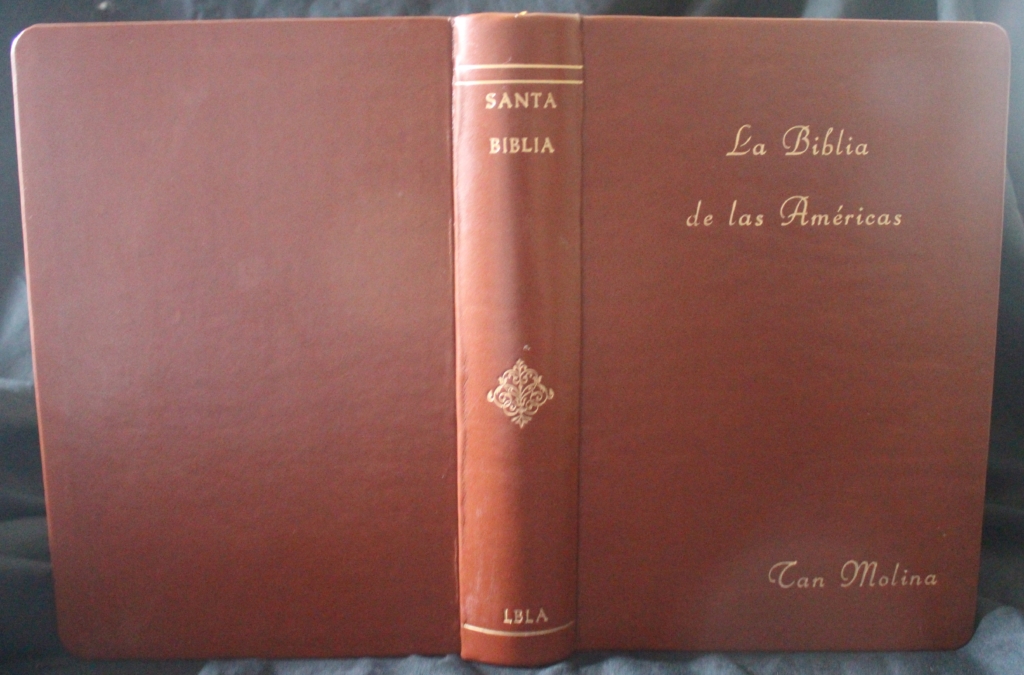 SANTA
BIBLIA
LBLA
La Biblia
de las Américas
Tan Molina